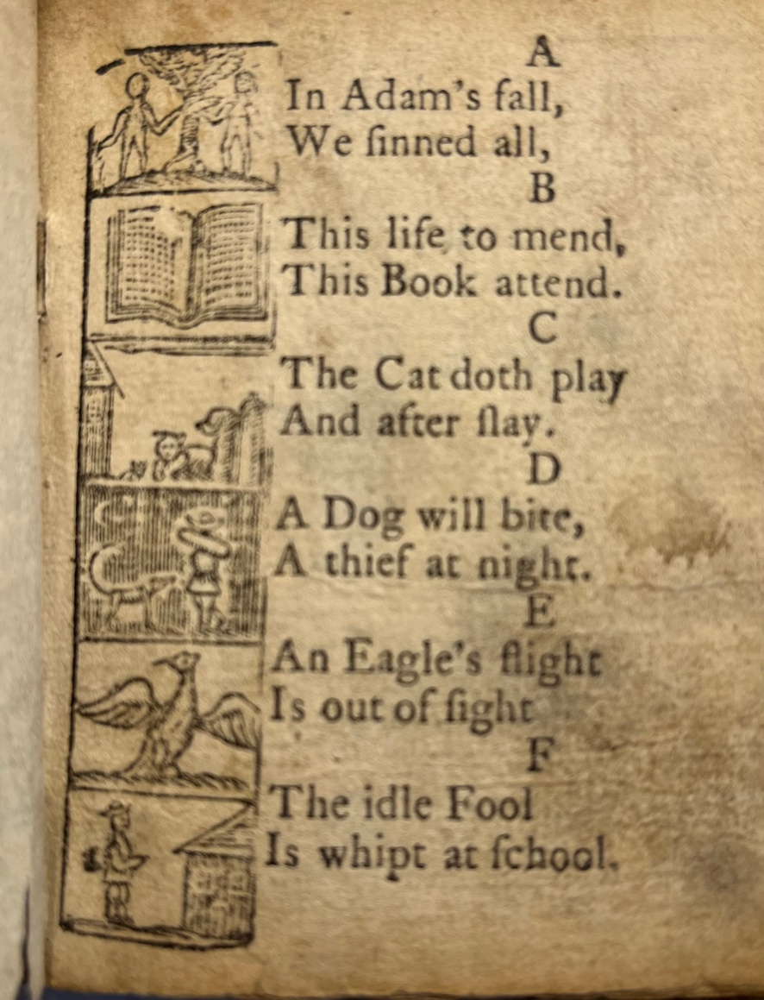 A
In Adam's fall,
We ſinned all,
B
This life to mend,
This Book attend.
C
The Cat doth play
And after ſlay.
D
A Dog will bite,
A thief at night.
E
An Eagle's flight
Is out of ſight
F
The idle Fool
Is whipt at ſchool.